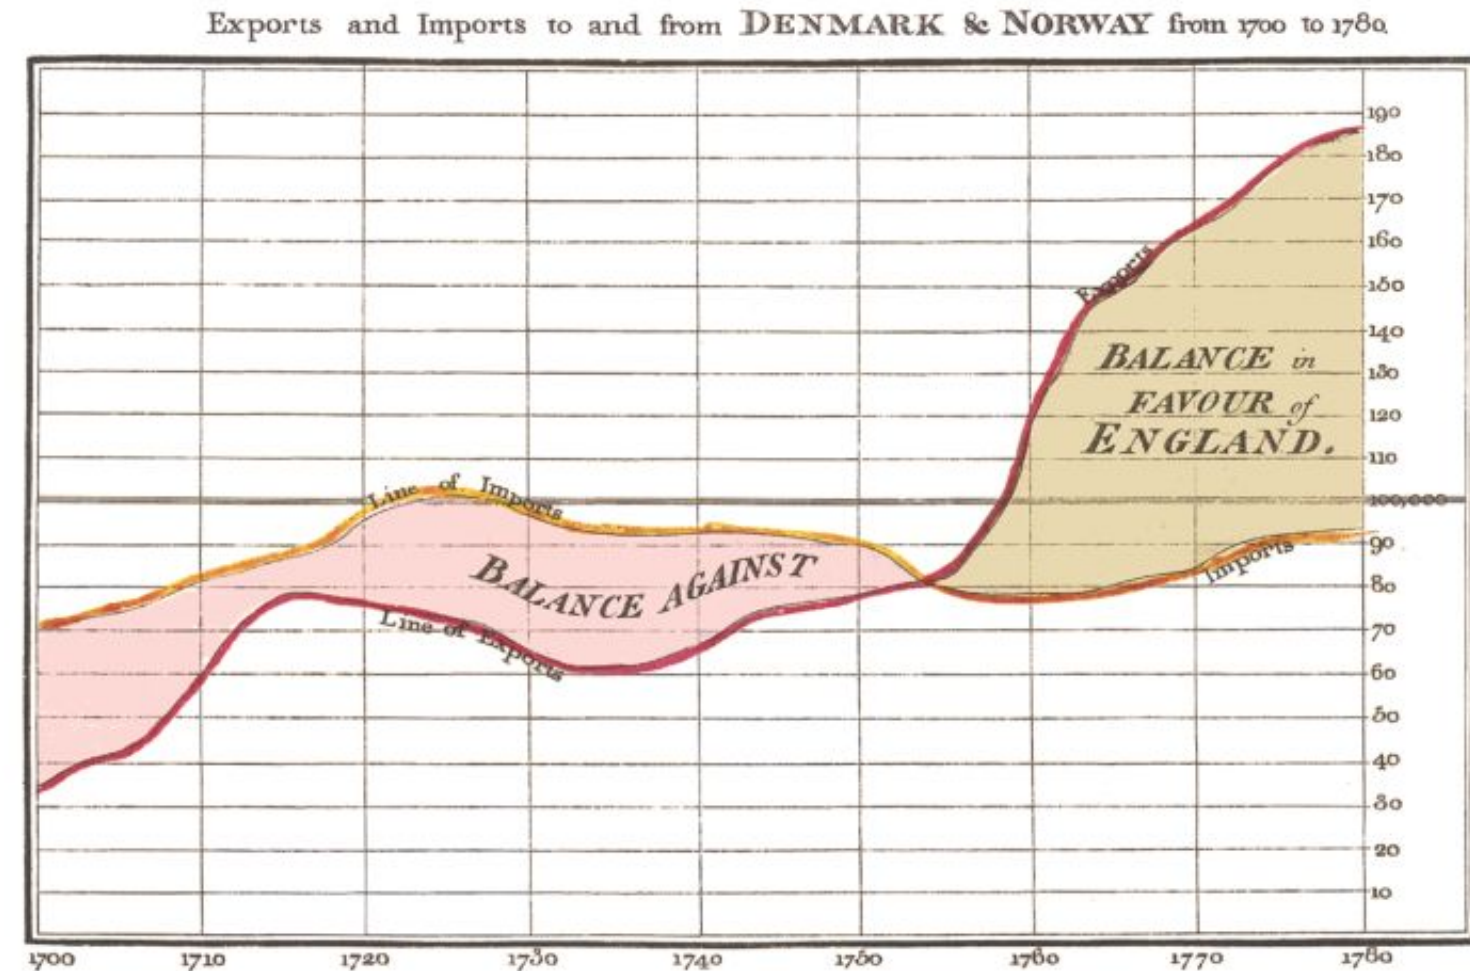 Exports and Imports to and from DENMARK & NORWAY from 1700 to 1780.
190
180
170
160
Exports
150
140
BALANCE in
130
FAVOUR of
120
ENGLAND.
110
Line of Imports
100,000
90
Imports
BALANCE AGAINST
80
Line of Exports
70
60
50
40
30
20
10
1700 1710 1720 1730 1740 1750 1760 1770 1780